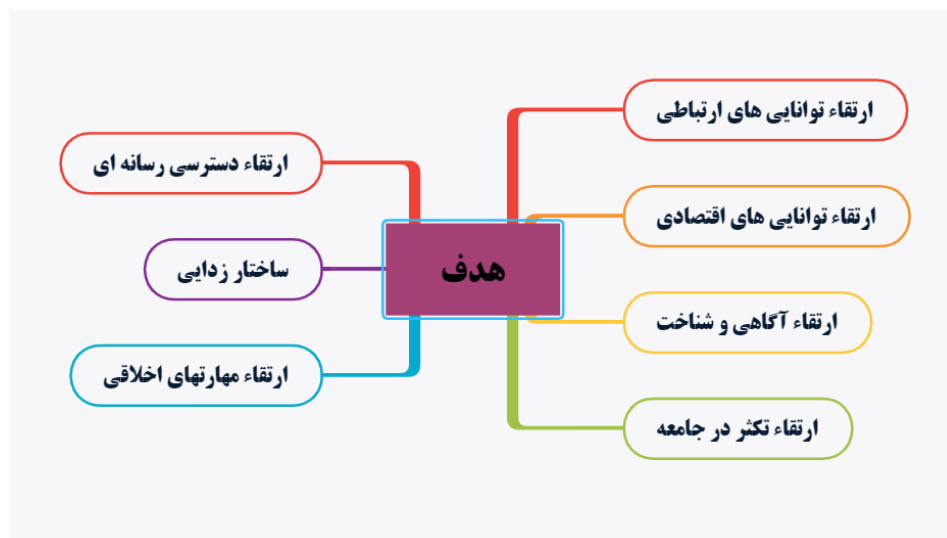 هدف
ارتقاء توانایی های ارتباطی
ارتقاء توانایی های اقتصادی
ارتقاء آگاهی و شناخت
ارتقاء تکثر در جامعه
ارتقاء دسترسی رسانه ای
ساختار زدایی
ارتقاء مهارتهای اخلاقی